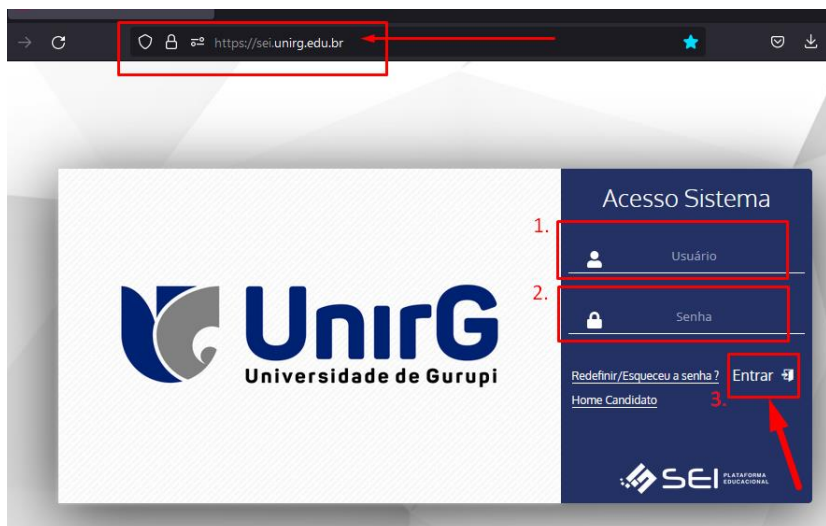 https://sei.unirg.edu.br
Acesso Sistema
1.
Usuário
2.
Senha
UnirG
Universidade de Gurupi
Redefinir/Esqueceu a senha ?
Entrar
Home Candidato
3.
SEI PLATAFORMA
EDUCACIONAL